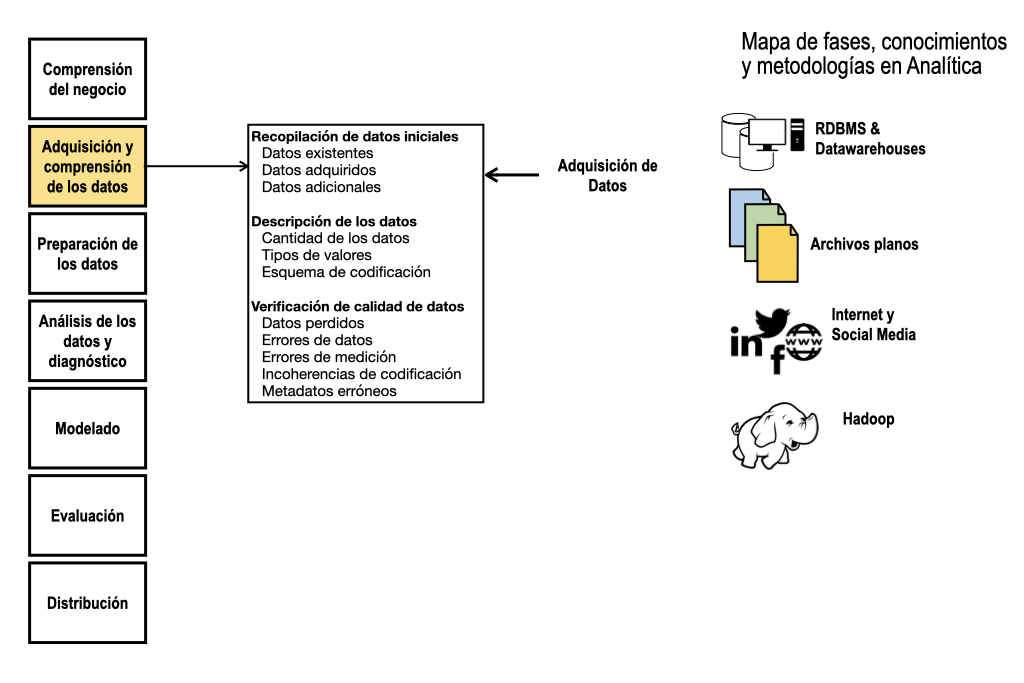 Mapa de fases, conocimientos
y metodologías en Analítica
Comprensión
del negocio
Adquisición y
comprensión
de los datos
Preparación de
los datos
Análisis de los
datos y
diagnóstico
Modelado
Evaluación
Distribución
Recopilación de datos iniciales
Datos existentes
Datos adquiridos
Datos adicionales
Descripción de los datos
Cantidad de los datos
Tipos de valores
Esquema de codificación
Verificación de calidad de datos
Datos perdidos
Errores de datos
Errores de medición
Incoherencias de codificación
Metadatos erróneos
Adquisición de
Datos
RDBMS &
Datawarehouses
Archivos planos
Internet y
Social Media
in
f
www
Hadoop